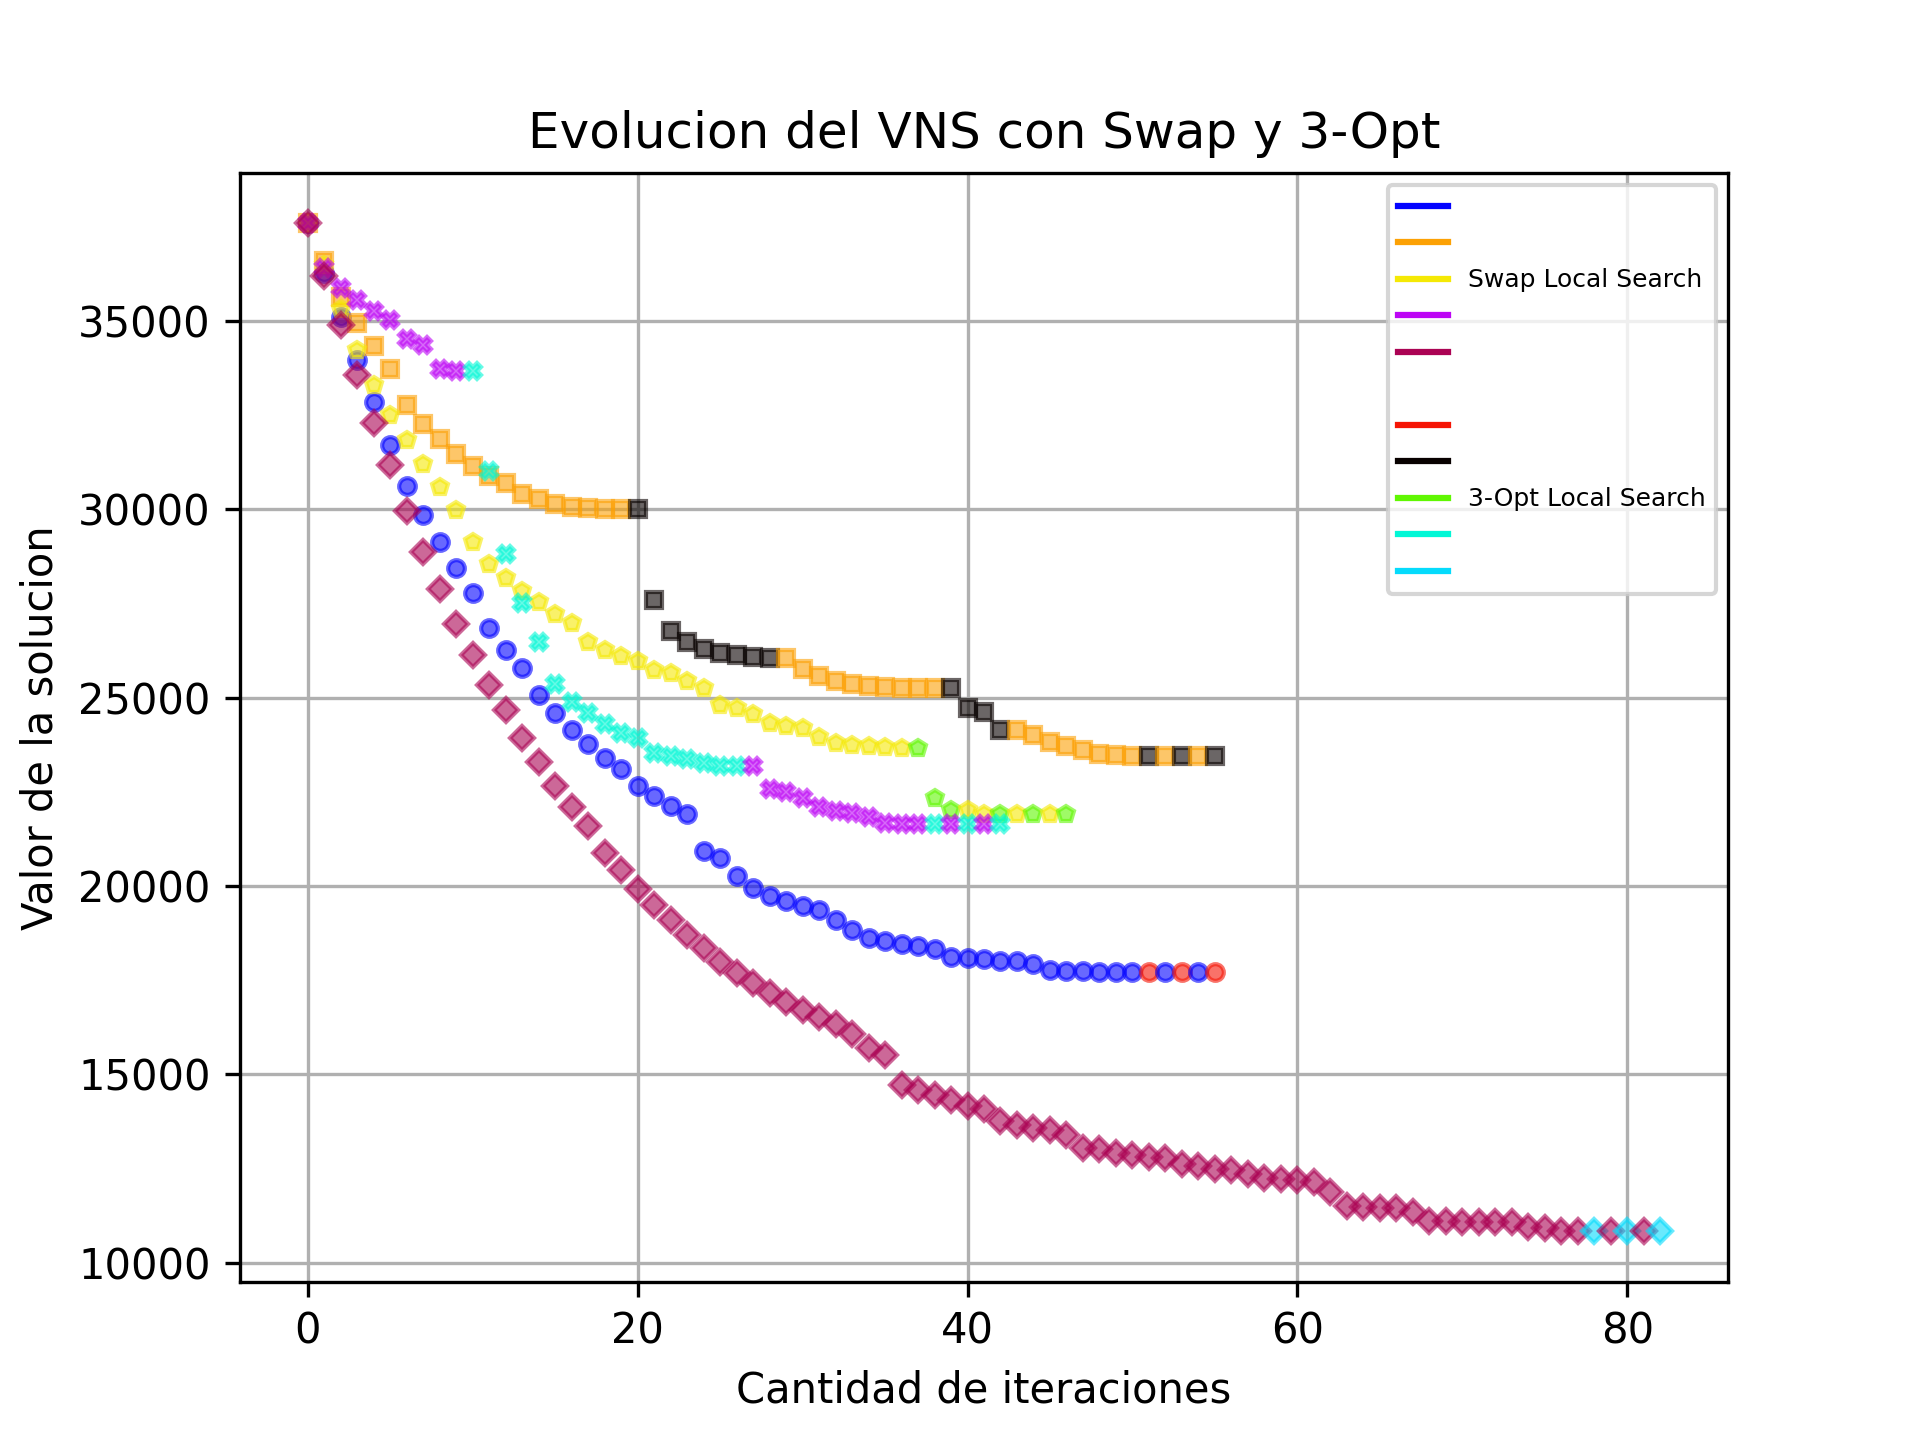 Evolucion del VNS con Swap y 3-Opt
Valor de la solucion
35000
30000
25000
20000
15000
10000
Swap Local Search
3-Opt Local Search
0 20 40 60 80
Cantidad de iteraciones